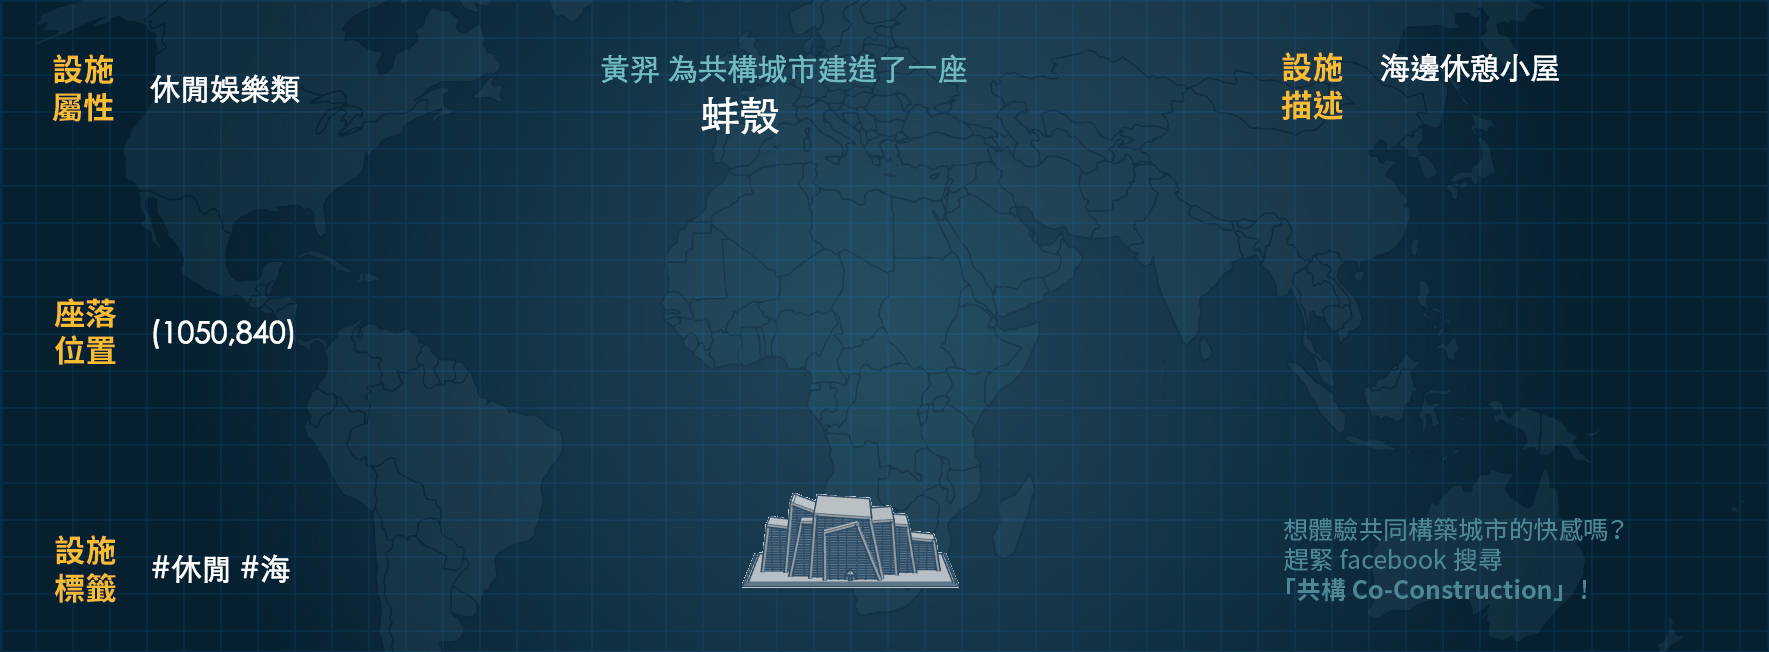 設施
屬性
休閒娛樂類
黃羿 為共構城市建造了一座
蚌殼
設施
描述
海邊休憩小屋
座落
位置
(1050,840)
設施
標籤
#休閒 #海
想體驗共同構築城市的快感嗎?
趕緊 facebook 搜尋
「共構 Co-Construction」!